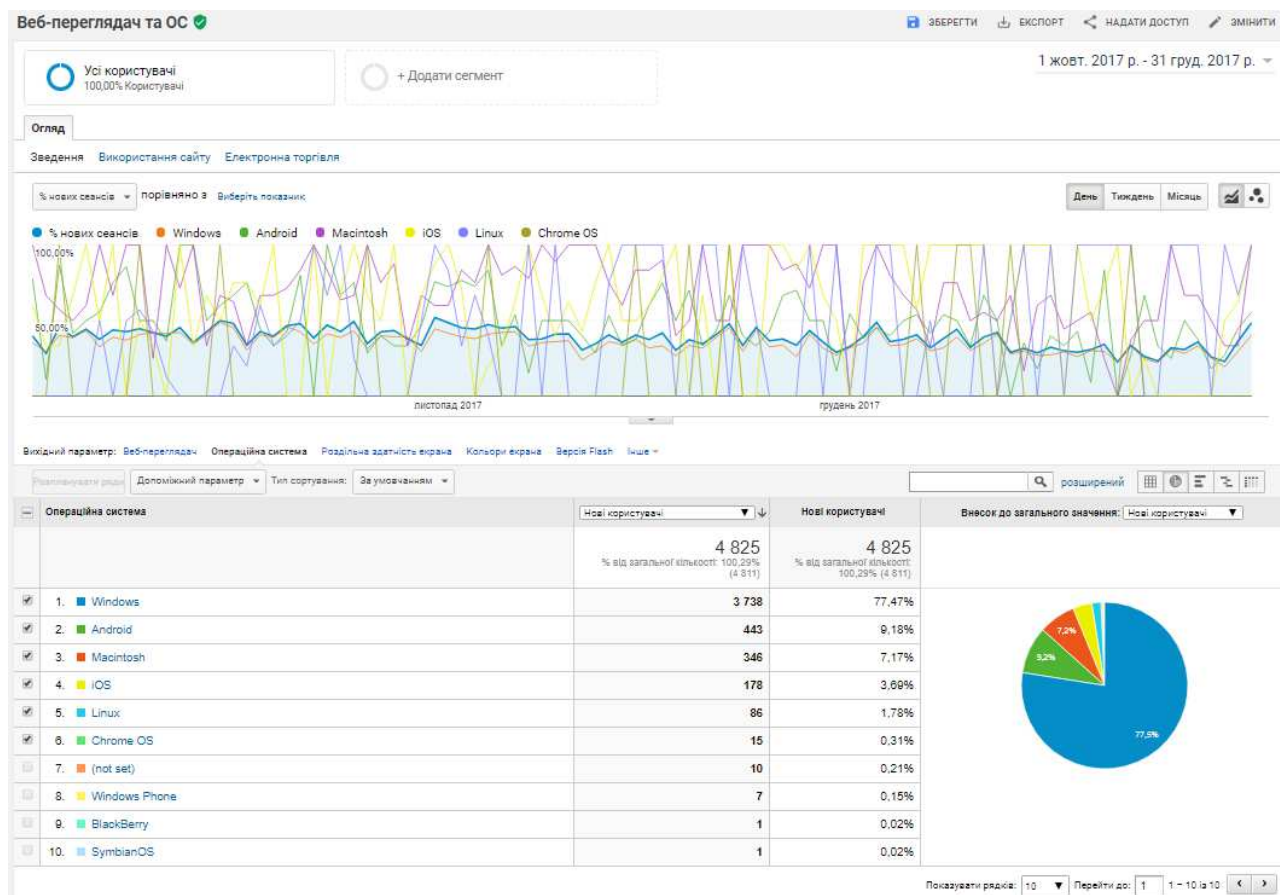 Веб-переглядач та ОС
ЗБЕРЕГТИ ЕКСПОРТ НАДАТИ ДОСТУП ЗМІНИТИ
Усі користувачі
100,00% Користувачі
+ Додати сегмент
1 жовт. 2017 р. - 31 груд. 2017 р.
Огляд
Зведення Використання сайту Електронна торгівля
% нових сеансів порівняно з Виберіть показник
День Тиждень Місяць
% нових сеансів Windows Android Macintosh iOS Linux Chrome OS
100,00%
50,00%
листопад 2017 грудень 2017
Вихідний параметр: Веб-переглядач Операційна система Роздільна здатність екрана Кольори екрана Версія Flash Інше
Допоміжний параметр Тип сортування: За умовчанням
розширений
Операційна система Нові користувачі Нові користувачі Внесок до загального значення: Нові користувачі
4 825 4 825
% від загальної кількості: 100,29% (4 811) % від загальної кількості: 100,29% (4 811)
1. Windows 3 738 77,47%
2. Android 443 9,18%
3. Macintosh 346 7,17%
4. iOS 178 3,69%
5. Linux 86 1,78%
6. Chrome OS 15 0,31%
7. (not set) 10 0,21%
8. Windows Phone 7 0,15%
9. BlackBerry 1 0,02%
10. SymbianOS 1 0,02%
7,2%
9,2%
77,5%
Показувати рядків: 10 Перейти до: 1 1 – 10 із 10